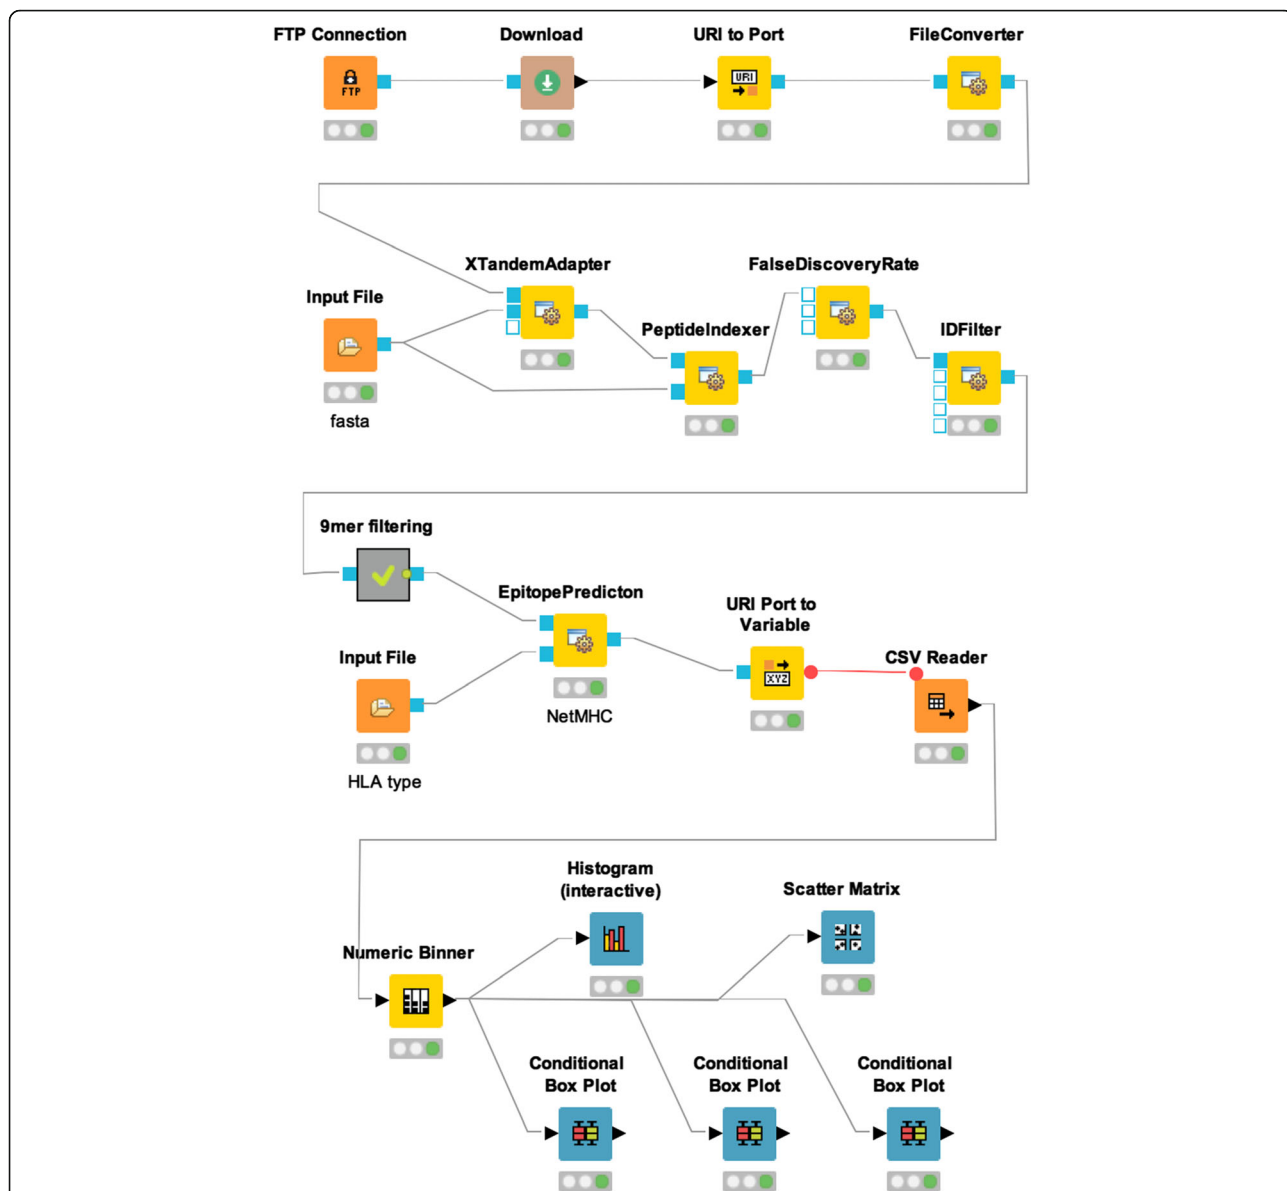 FTP Connection
Download
URI to Port
FileConverter
FTP
URI
XTandemAdapter
FalseDiscoveryRate
Input File
PeptideIndexer
IDFilter
fasta
9mer filtering
EpitopePredicton
URI Port to
Variable
Input File
CSV Reader
XYZ
NetMHC
HLA type
Histogram
(interactive)
Scatter Matrix
Numeric Binner
Conditional
Box Plot
Conditional
Box Plot
Conditional
Box Plot